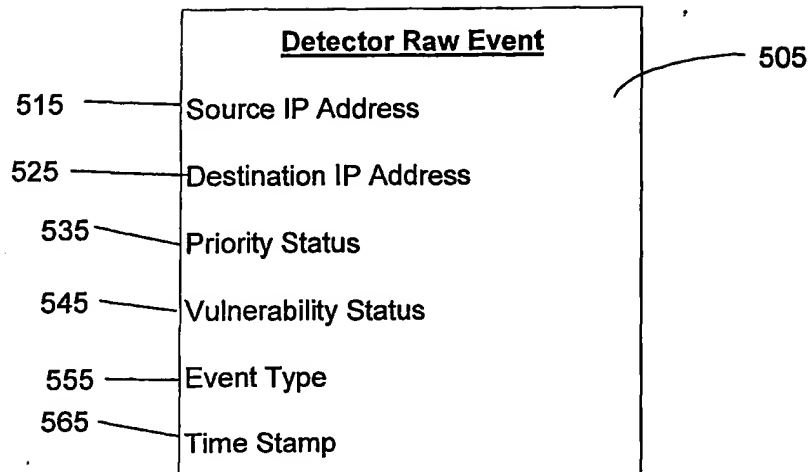 Detector Raw Event
505
515 Source IP Address
525 Destination IP Address
535 Priority Status
545 Vulnerability Status
555 Event Type
565 Time Stamp